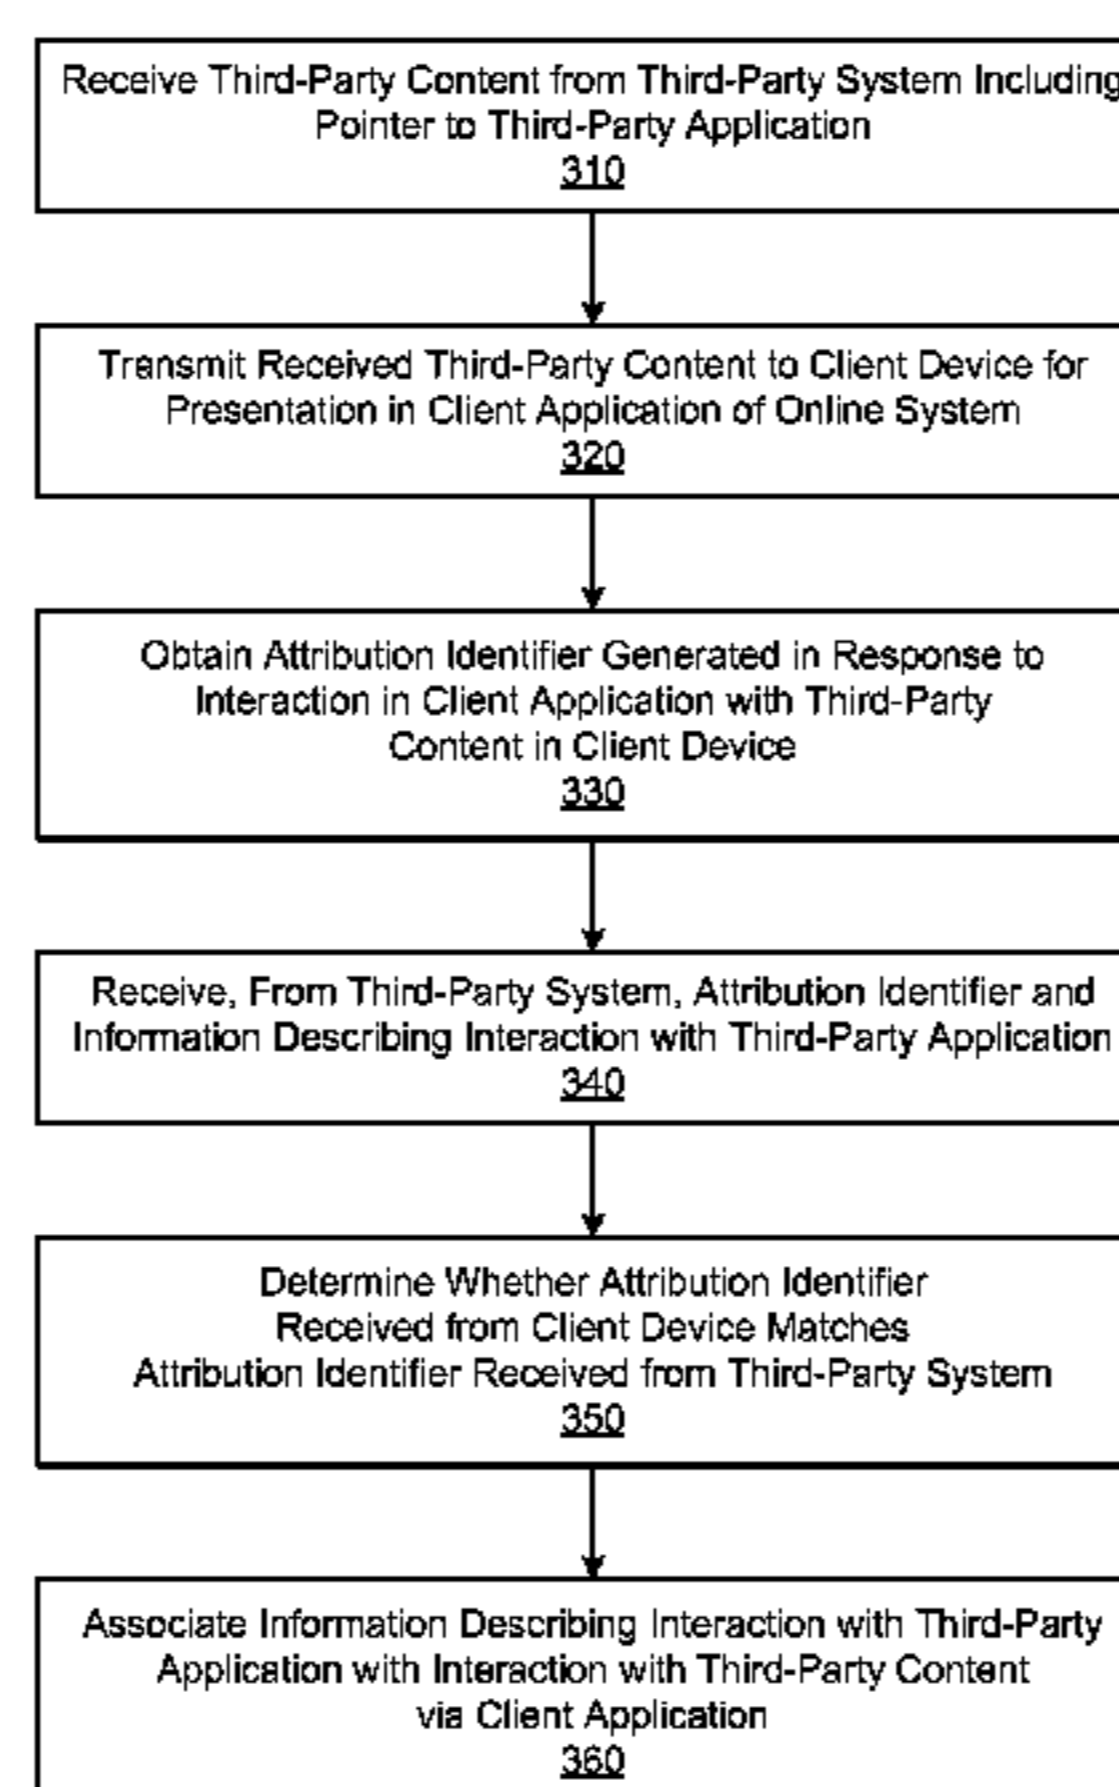 Receive Third-Party Content from Third-Party System Including
Pointer to Third-Party Application
310
Transmit Received Third-Party Content to Client Device for
Presentation in Client Application of Online System
320
Obtain Attribution Identifier Generated in Response to
Interaction in Client Application with Third-Party
Content in Client Device
330
Receive, From Third-Party System, Attribution Identifier and
Information Describing Interaction with Third-Party Application
340
Determine Whether Attribution Identifier
Received from Client Device Matches
Attribution Identifier Received from Third-Party System
350
Associate Information Describing Interaction with Third-Party
Application with Interaction with Third-Party Content
via Client Application
360